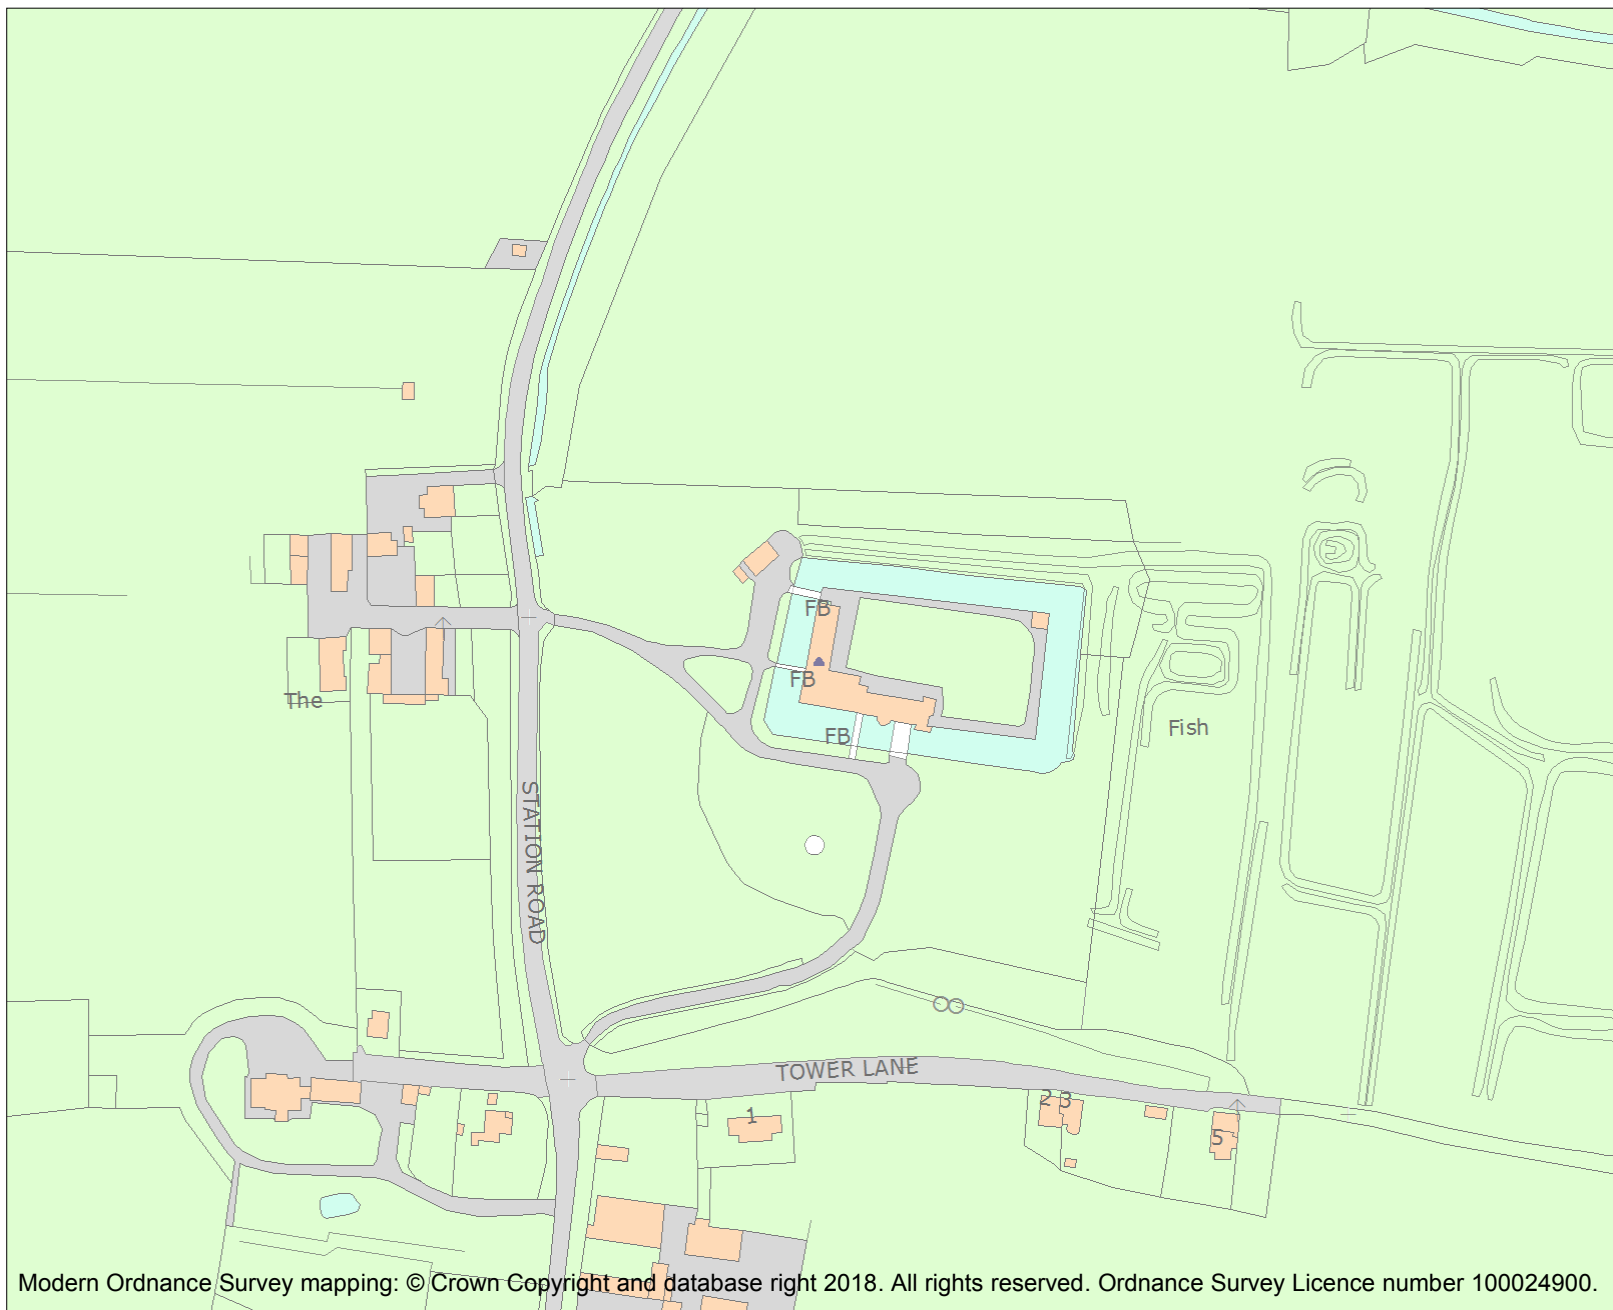 FB
FB
The
Fish
FB
STATION ROAD
TOWER LANE
2 3
1
5
Modern Ordnance Survey mapping: © Crown Copyright and database right 2018. All rights reserved. Ordnance Survey Licence number 100024900.